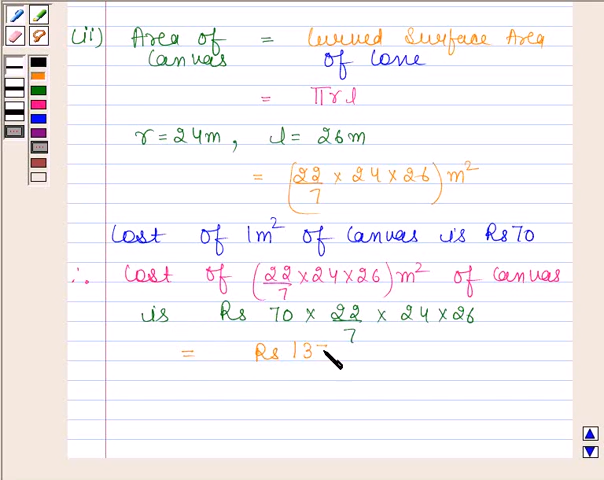 (ii) Area of = Curved Surface Area
Canvas of Cone
= πrl
r = 24m, l = 26m
= (22/7 × 24 × 26) m²
Cost of 1m² of Canvas is Rs 70
∴ Cost of (22/7 × 24 × 26) m² of Canvas
is Rs 70 × 22/7 × 24 × 26
= Rs 13